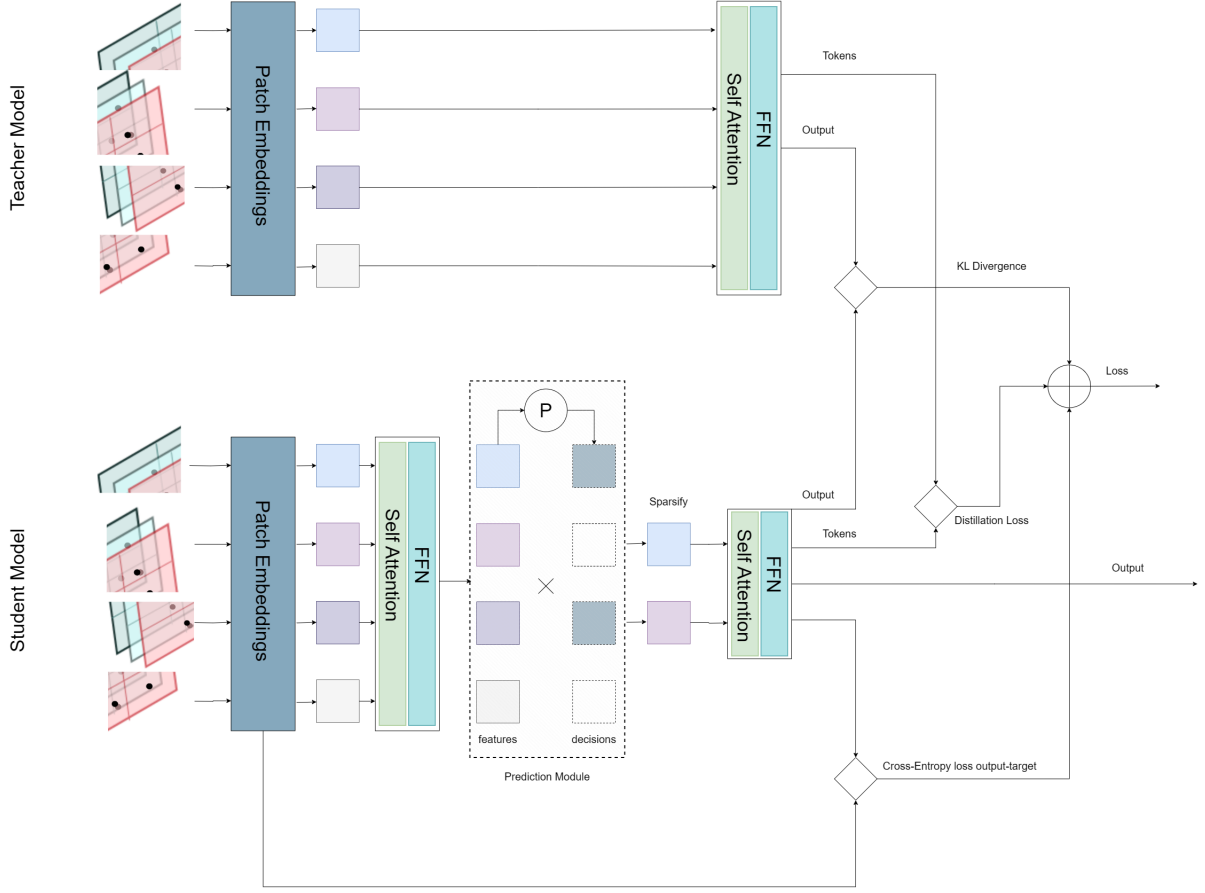 Teacher Model
Patch Embeddings
Self Attention
FFN
Tokens
Output
KL Divergence
Loss
Student Model
Patch Embeddings
Self Attention
FFN
P
features
decisions
Prediction Module
Sparsify
Self Attention
FFN
Output
Tokens
Distillation Loss
Output
Cross-Entropy loss output-target